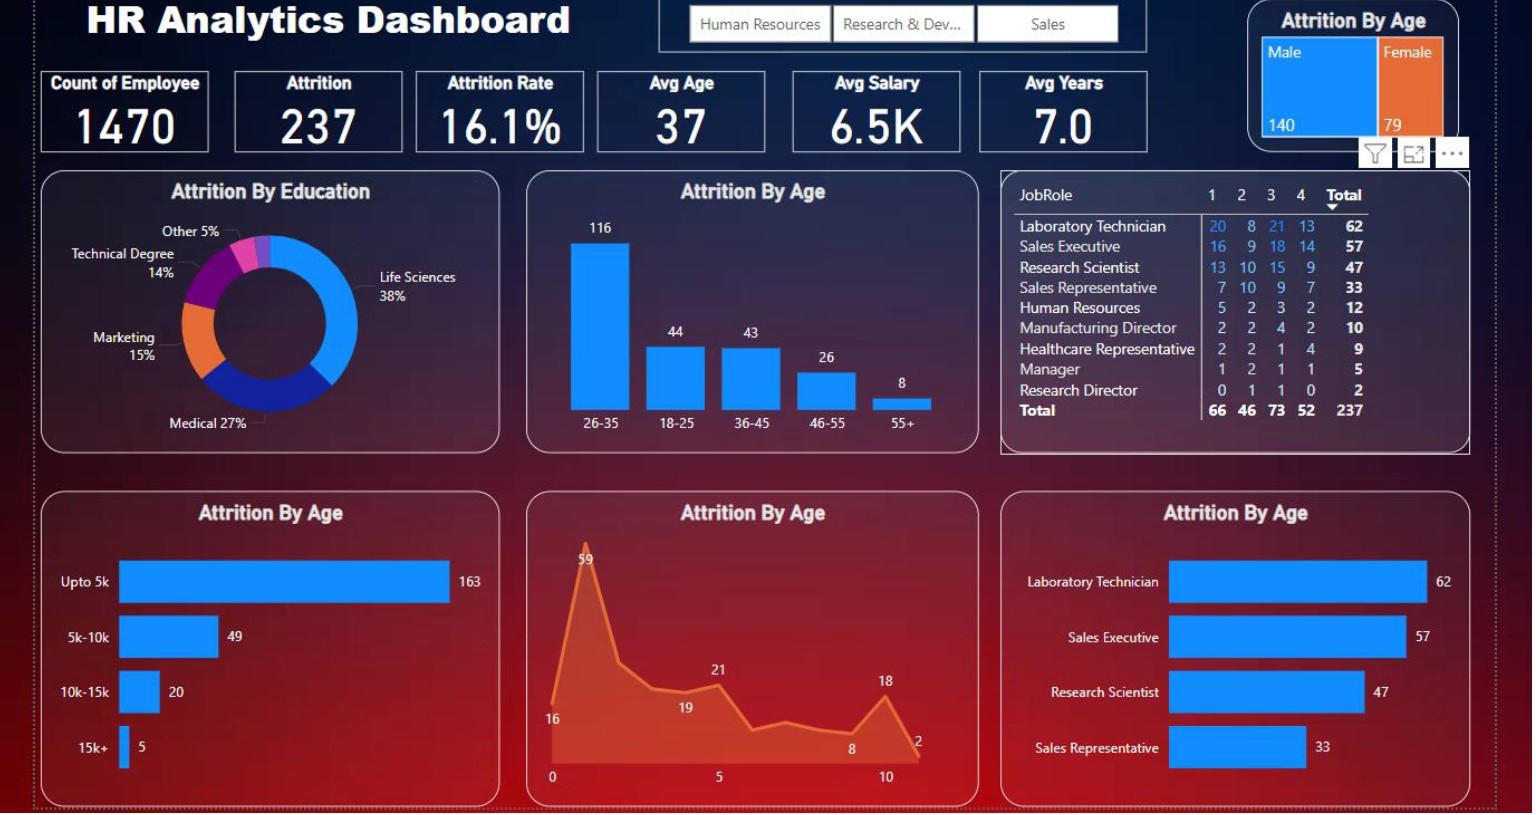 HR Analytics Dashboard
Human Resources
Research & Dev...
Sales
Attrition By Age
Male
Female
140
79
Count of Employee
1470
Attrition
237
Attrition Rate
16.1%
Avg Age
37
Avg Salary
6.5K
Avg Years
7.0
Attrition By Education
Other 5%
Technical Degree
14%
Life Sciences
38%
Marketing
15%
Medical 27%
Attrition By Age
116
44
43
26
8
26-35 18-25 36-45 46-55 55+
JobRole 1 2 3 4 Total
Laboratory Technician 20 8 21 13 62
Sales Executive 16 9 18 14 57
Research Scientist 13 10 15 9 47
Sales Representative 7 10 9 7 33
Human Resources 5 2 3 2 12
Manufacturing Director 2 2 4 2 10
Healthcare Representative 2 2 1 4 9
Manager 1 2 1 1 5
Research Director 0 1 1 0 2
Total 66 46 73 52 237
Attrition By Age
Upto 5k 163
5k-10k 49
10k-15k 20
15k+ 5
Attrition By Age
59
21
18
16
19
8
2
0 5 10
Attrition By Age
Laboratory Technician 62
Sales Executive 57
Research Scientist 47
Sales Representative 33